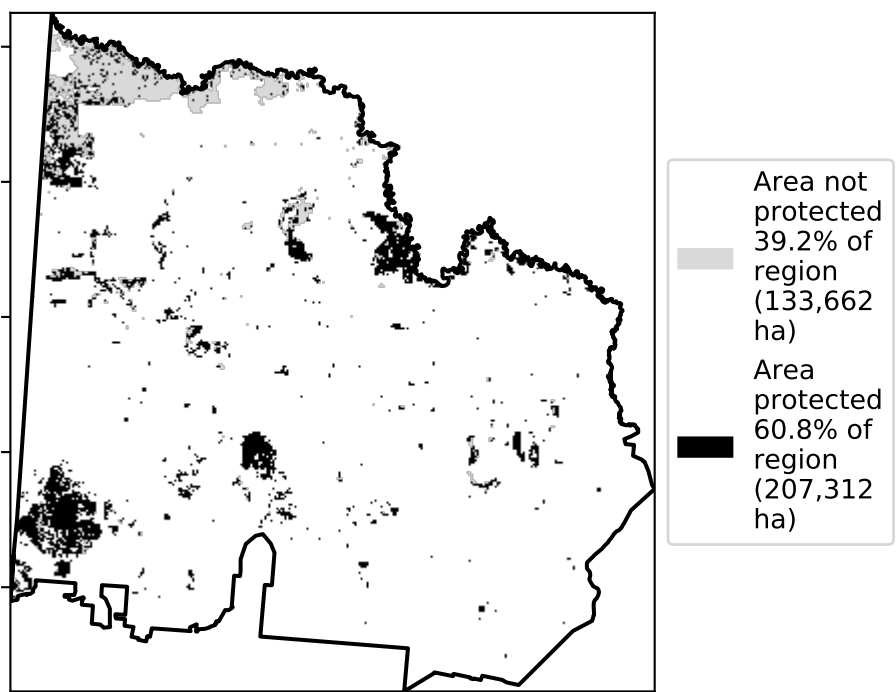 Area not
protected
39.2% of
region
(133,662
ha)
Area
protected
60.8% of
region
(207,312
ha)